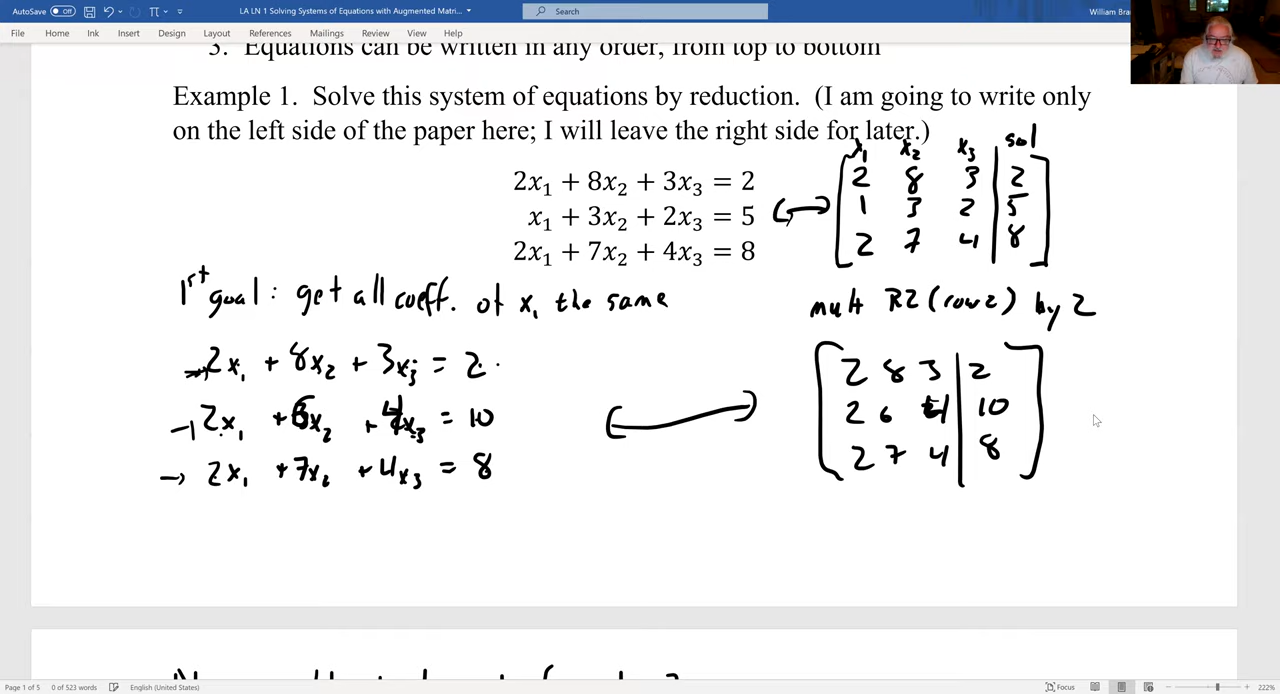 AutoSave Off LA LN 1 Solving Systems of Equations with Augmented Matri... Search William Bra
File Home Ink Insert Design Layout References Mailings Review View Help
3. Equations can be written in any order, from top to bottom
Example 1. Solve this system of equations by reduction. (I am going to write only
on the left side of the paper here; I will leave the right side for later.)
x₁ x₂ x₃ sol
2x₁ + 8x₂ + 3x₃ = 2 2 8 3 2
x₁ + 3x₂ + 2x₃ = 5 1 3 2 5
2x₁ + 7x₂ + 4x₃ = 8 2 7 4 8
1st goal: get all coeff. of x₁ the same mult R2 (row 2) by 2
2x₁ + 8x₂ + 3x₃ = 2 2 8 3 2
2x₁ + 6x₂ + 4x₃ = 10 2 6 4 10
2x₁ + 7x₂ + 4x₃ = 8 2 7 4 8
Page 1 of 5 0 of 523 words English (United States) Focus 222%